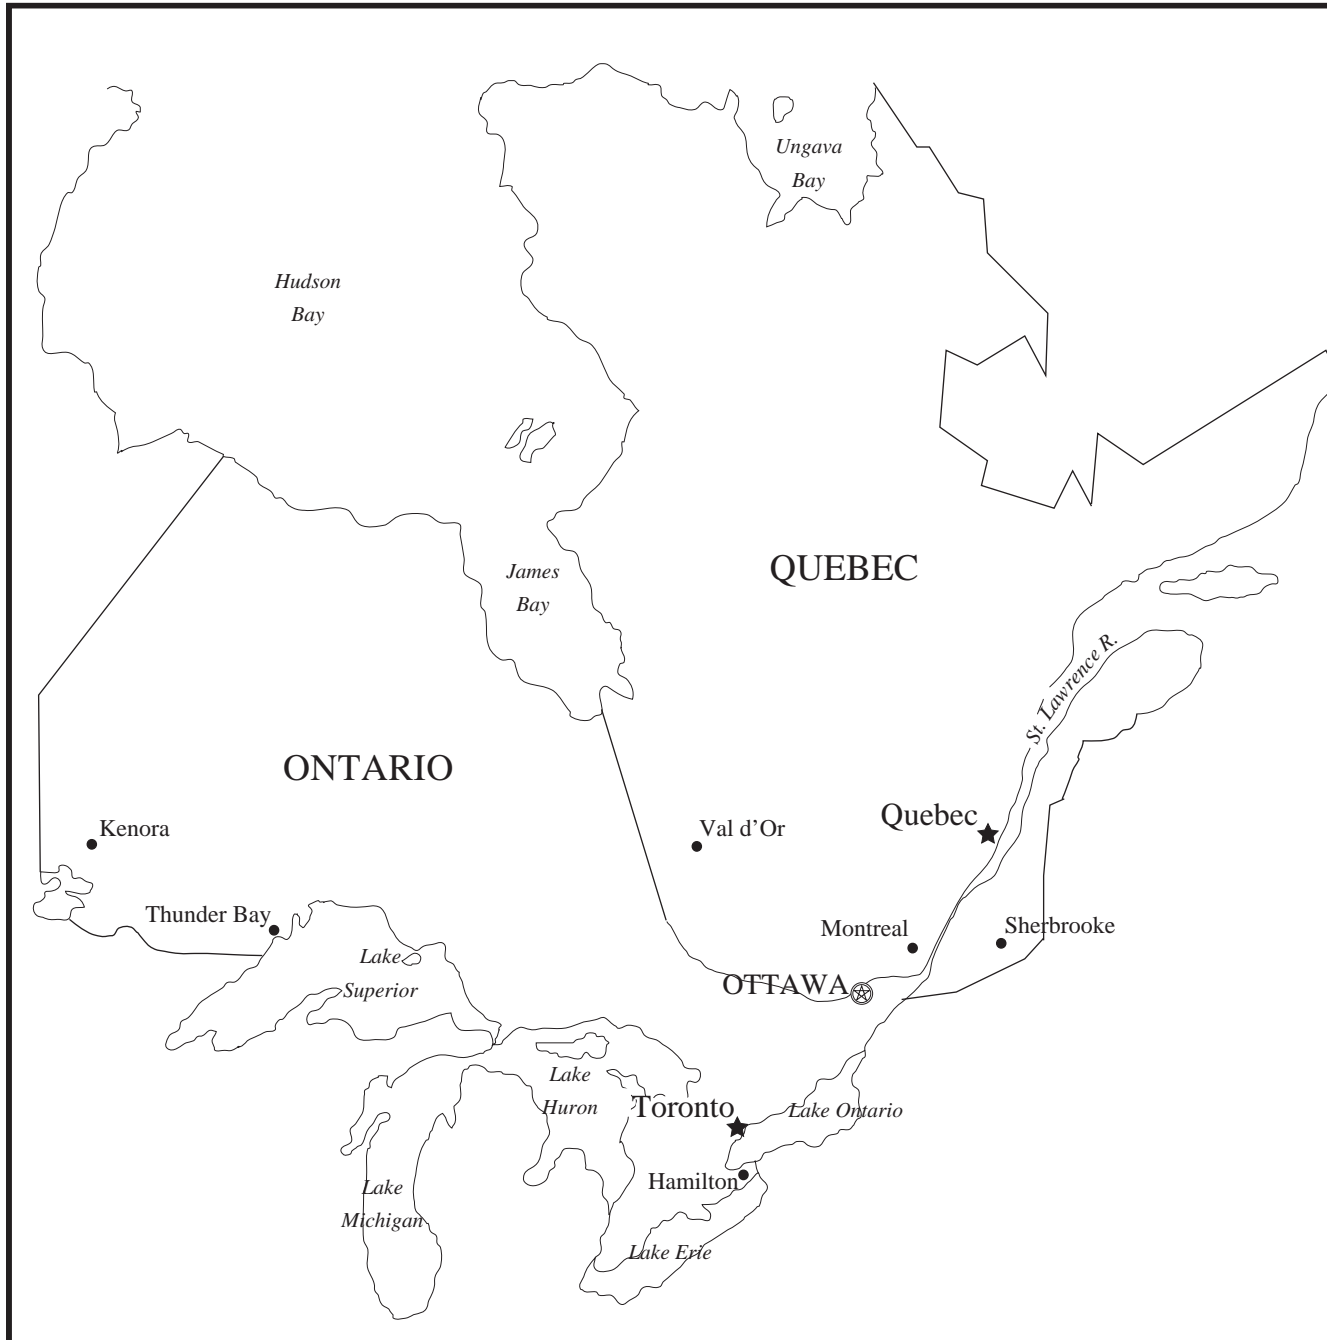 Ungava
Bay
Hudson
Bay
James
Bay
QUEBEC
St. Lawrence R.
ONTARIO
Quebec
Kenora
Val d’Or
Thunder Bay
Montreal
Sherbrooke
Lake
Superior
OTTAWA
Lake
Huron
Toronto
Lake Ontario
Hamilton
Lake
Michigan
Lake Erie